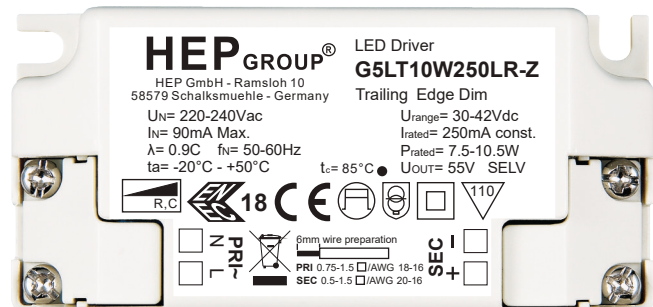 HEP GROUP®
HEP GmbH - Ramsloh 10
58579 Schalksmuehle - Germany
LED Driver
G5LT10W250LR-Z
Trailing Edge Dim
UN= 220-240Vac
IN= 90mA Max.
λ= 0.9C fN= 50-60Hz
ta= -20°C - +50°C
tc= 85°C ●
Urange= 30-42Vdc
Irated= 250mA const.
Prated= 7.5-10.5W
UOUT= 55V SELV
R,C
ENEC 18 CE
110
N
L
PRI~
6mm wire preparation
PRI 0.75-1.5 □/AWG 18-16
SEC 0.5-1.5 □/AWG 20-16
SEC
-
+